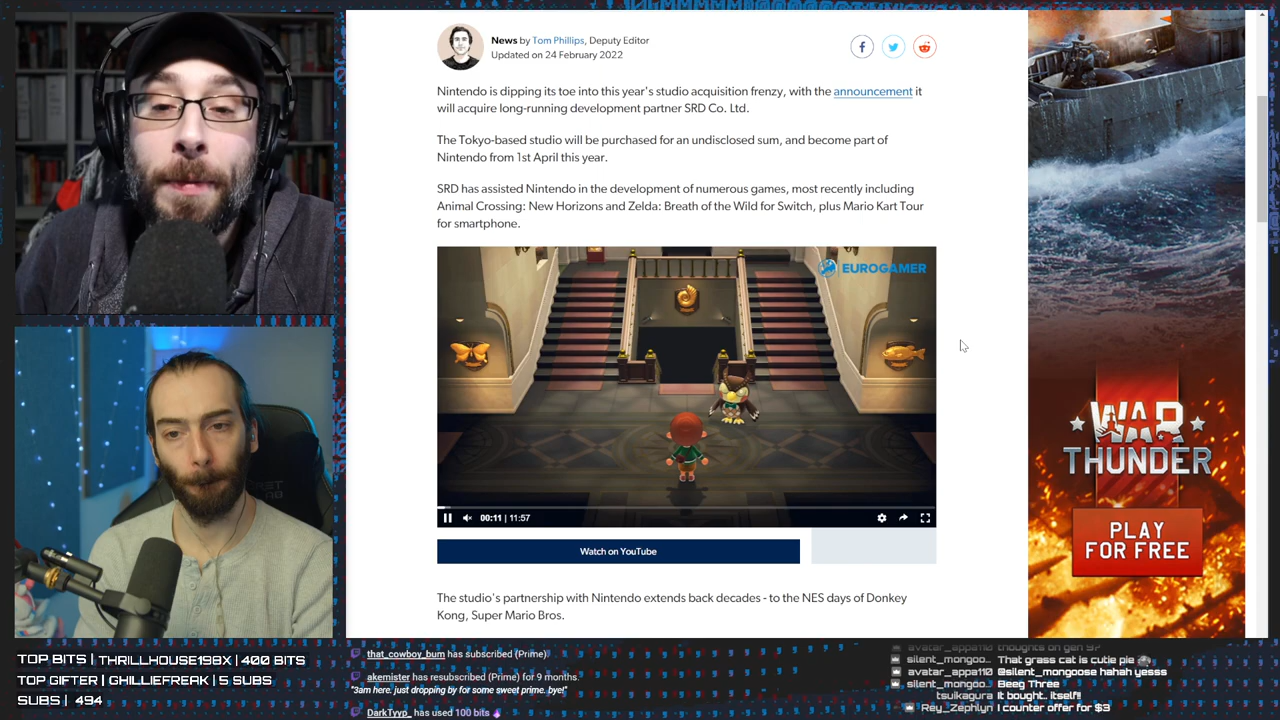 News by Tom Phillips, Deputy Editor
Updated on 24 February 2022
Nintendo is dipping its toe into this year's studio acquisition frenzy, with the announcement it
will acquire long-running development partner SRD Co. Ltd.
The Tokyo-based studio will be purchased for an undisclosed sum, and become part of
Nintendo from 1st April this year.
SRD has assisted Nintendo in the development of numerous games, most recently including
Animal Crossing: New Horizons and Zelda: Breath of the Wild for Switch, plus Mario Kart Tour
for smartphone.
EUROGAMER
00:11 | 11:57
Watch on YouTube
The studio's partnership with Nintendo extends back decades - to the NES days of Donkey
Kong, Super Mario Bros.
WAR
THUNDER
PLAY
FOR FREE
TOP BITS | THRILLHOUSE198X | 400 BITS
TOP GIFTER | GHILLIEFREAK | 5 SUBS
SUBS | 494
that_cowboy_bum has subscribed (Prime).
akemister has resubscribed (Prime) for 9 months.
"3am here. just dropping by for some sweet prime. bye!"
DarkTyyp_ has used 100 bits
avatar_appa110 thoughts on gen 9?
silent_mongoo... That grass cat is cutie pie
avatar_appa110 @silent_mongoose hahah yesss
silent_mongoo... Beeg Three
tsuikagura It bought.. itself!!
Rey_Zephlyn I counter offer for $3